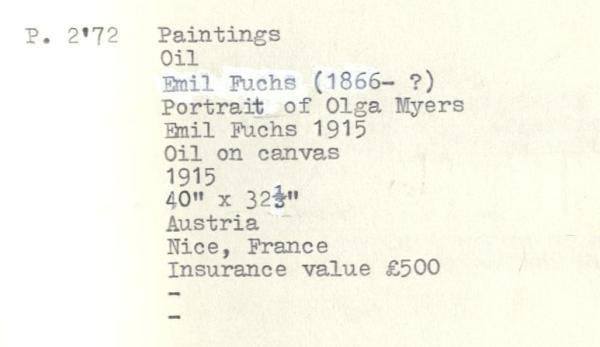 P. 2'72 Paintings
Oil
Emil Fuchs (1866- ?)
Portrait of Olga Myers
Emil Fuchs 1915
Oil on canvas
1915
40" x 32½"
Austria
Nice, France
Insurance value £500
-
-